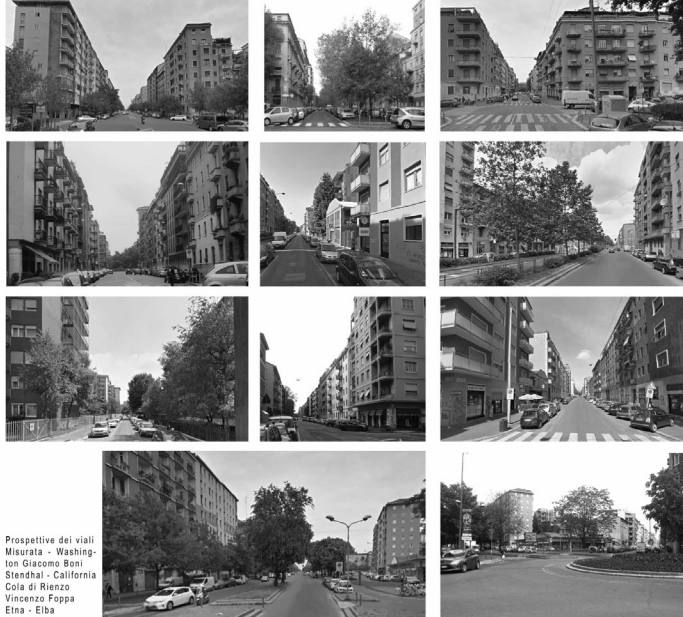 Prospettive dei viali
Misurata - Washing-
ton Giacomo Boni
Stendhal - California
Cola di Rienzo
Vincenzo Foppa
Etna - Elba